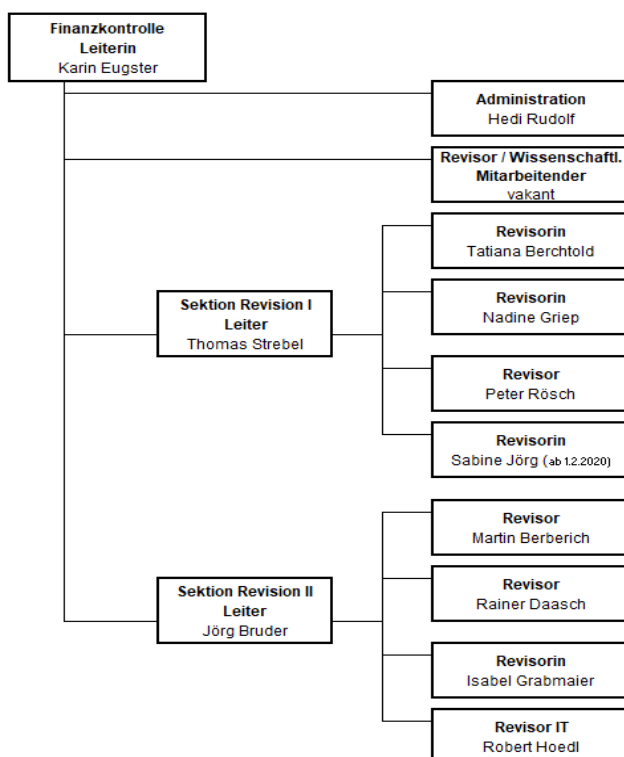 Finanzkontrolle
Leiterin
Karin Eugster
Administration
Hedi Rudolf
Revisor / Wissenschaftl.
Mitarbeitender
vakant
Sektion Revision I
Leiter
Thomas Strebel
Revisorin
Tatiana Berchtold
Revisorin
Nadine Griep
Revisor
Peter Rösch
Revisorin
Sabine Jörg (ab 1.2.2020)
Sektion Revision II
Leiter
Jörg Bruder
Revisor
Martin Berberich
Revisor
Rainer Daasch
Revisorin
Isabel Grabmaier
Revisor IT
Robert Hoedl